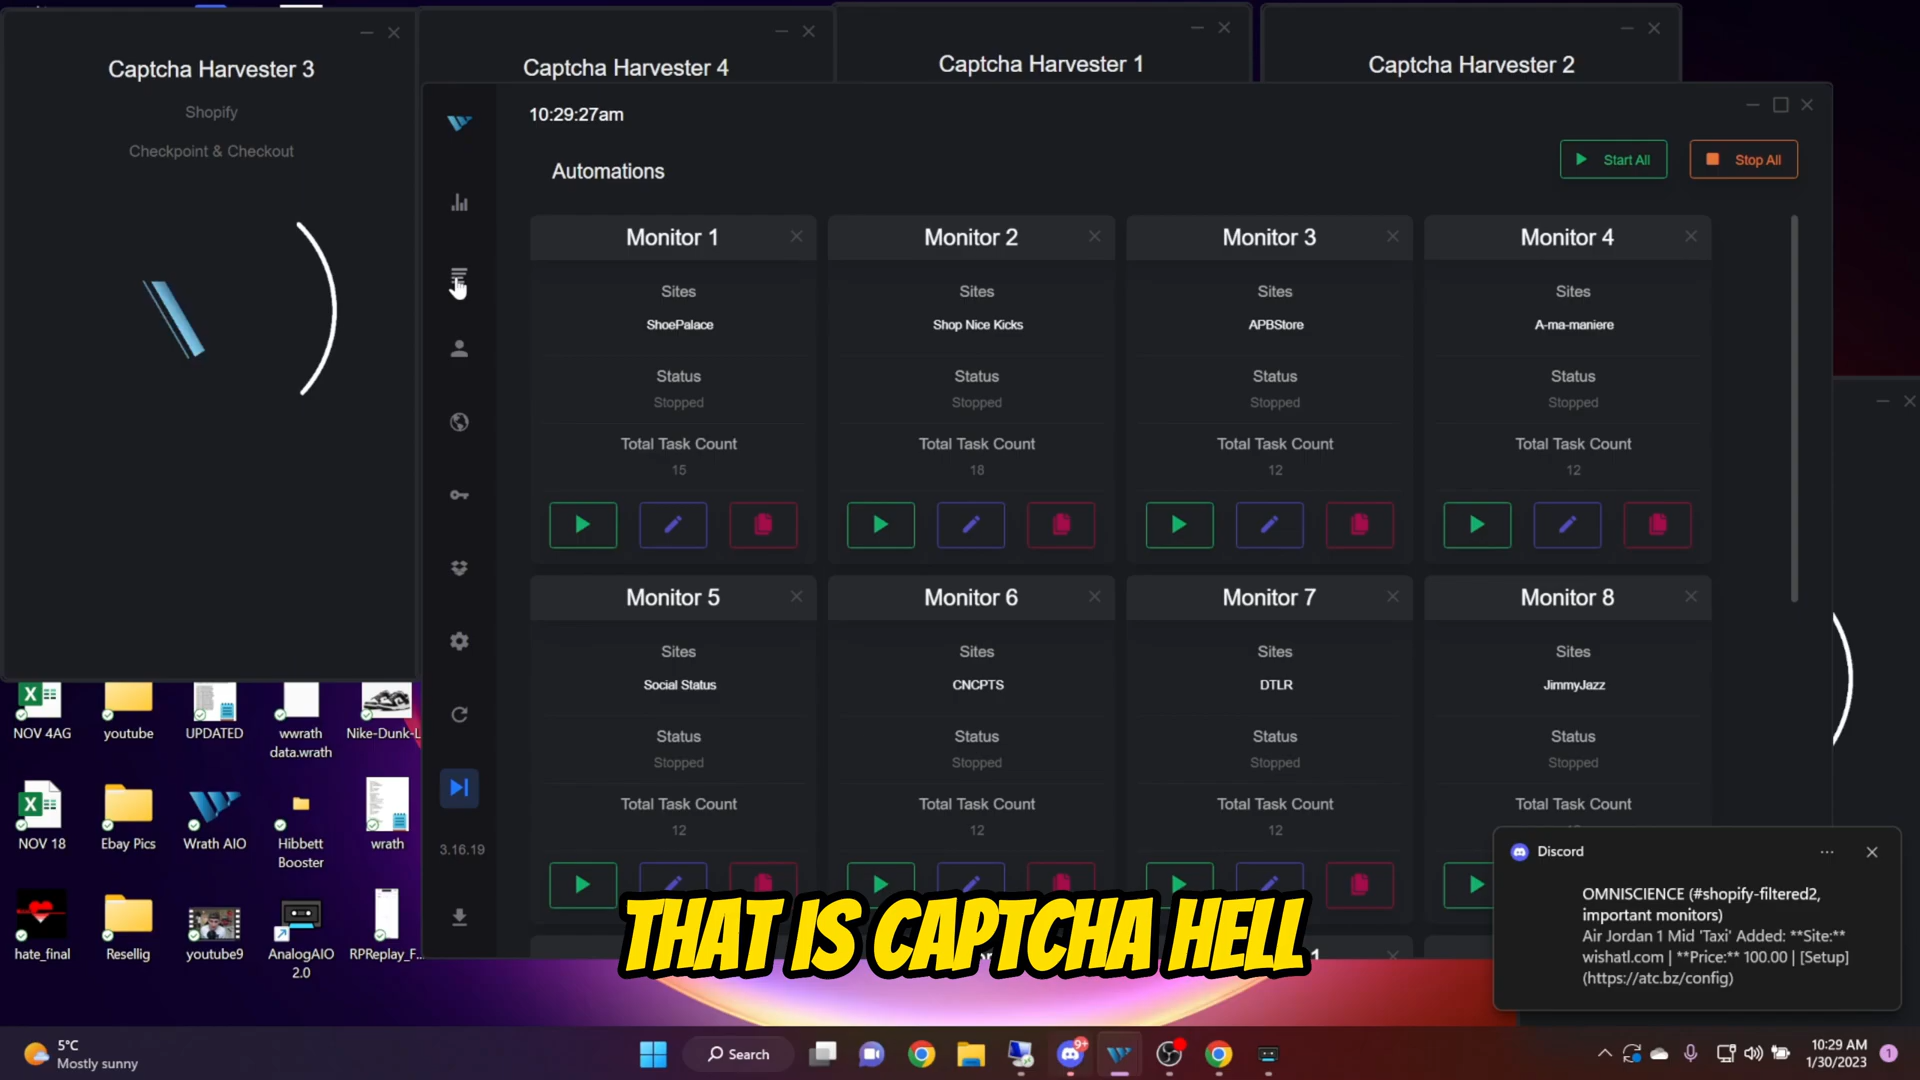 Captcha Harvester 3
Shopify
Checkpoint & Checkout
Captcha Harvester 4
Captcha Harvester 1
Captcha Harvester 2
10:29:27am
Automations
Start All
Stop All
Monitor 1
Sites
ShoePalace
Status
Stopped
Total Task Count
15
Monitor 2
Sites
Shop Nice Kicks
Status
Stopped
Total Task Count
18
Monitor 3
Sites
APBStore
Status
Stopped
Total Task Count
12
Monitor 4
Sites
A-ma-maniere
Status
Stopped
Total Task Count
12
Monitor 5
Sites
Social Status
Status
Stopped
Total Task Count
12
Monitor 6
Sites
CNCPTS
Status
Stopped
Total Task Count
12
Monitor 7
Sites
DTLR
Status
Stopped
Total Task Count
12
Monitor 8
Sites
JimmyJazz
Status
Stopped
Total Task Count
3.16.19
NOV 4AG
youtube
UPDATED
wwrath
data.wrath
Nike-Dunk-L
NOV 18
Ebay Pics
Wrath AIO
Hibbett
Booster
wrath
hate_final
Resellig
youtube9
AnalogAIO
2.0
RPReplay_F...
THAT IS CAPTCHA HELL
Discord
OMNISCIENCE (#shopify-filtered2,
important monitors)
Air Jordan 1 Mid 'Taxi' Added: **Site:**
wishatl.com | **Price:** 100.00 | [Setup]
(https://atc.bz/config)
5°C
Mostly sunny
Search
9+
10:29 AM
1/30/2023
1